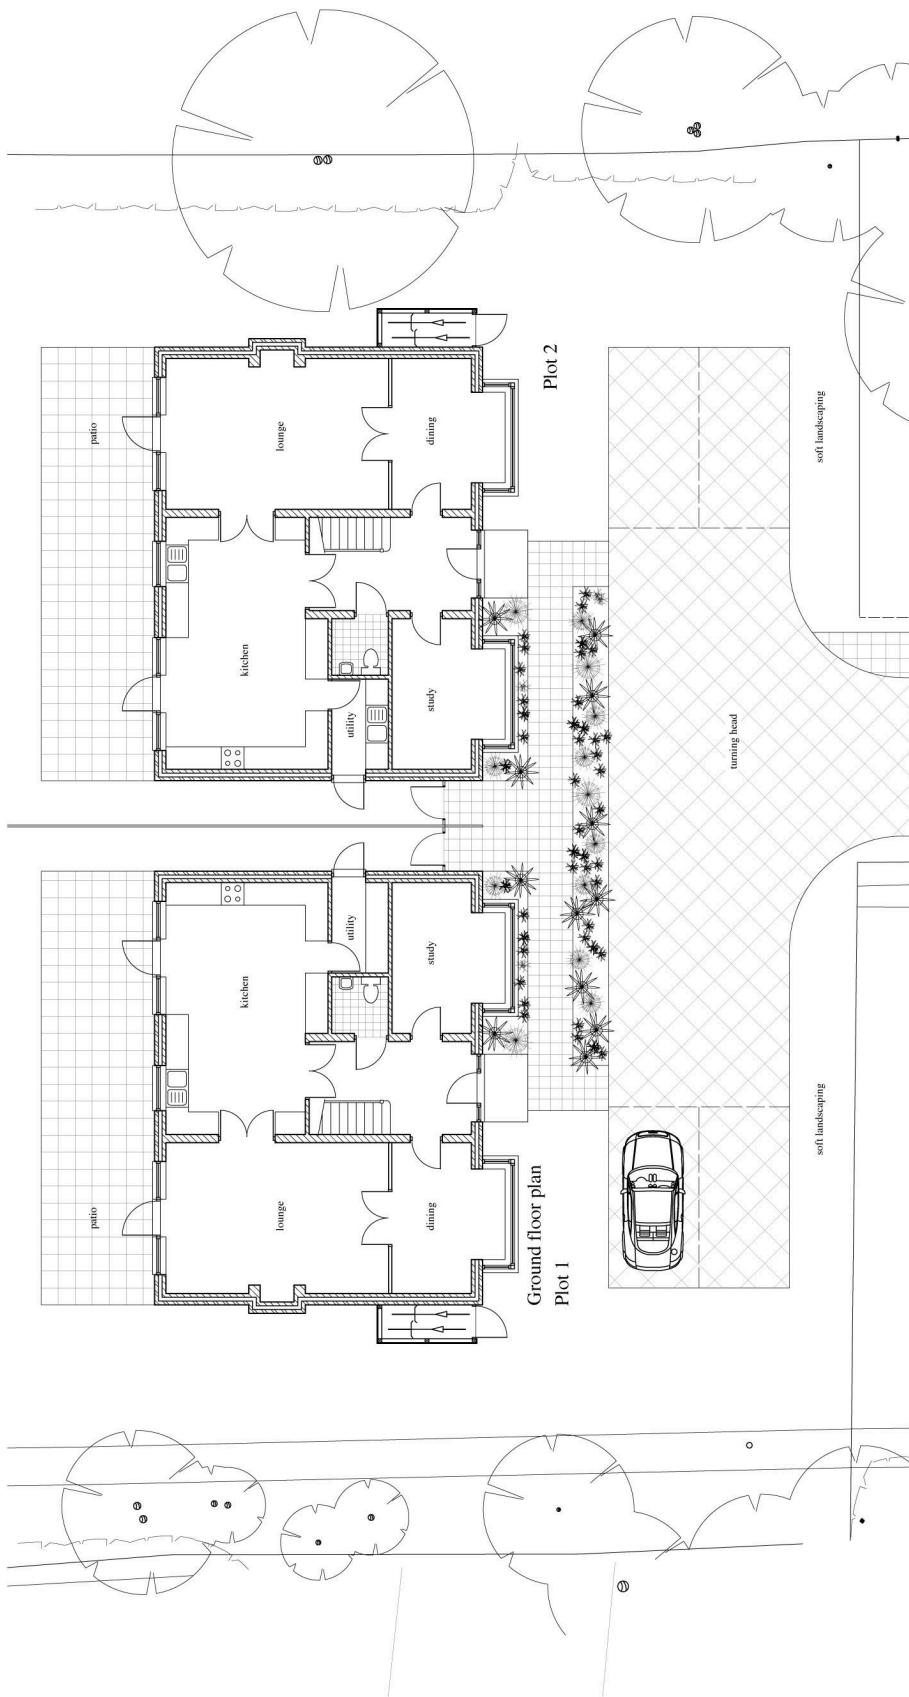 patio
patio
kitchen
kitchen
lounge
lounge
utility
utility
dining
study
study
dining
Ground floor plan
Plot 1
Plot 2
turning head
soft landscaping
soft landscaping